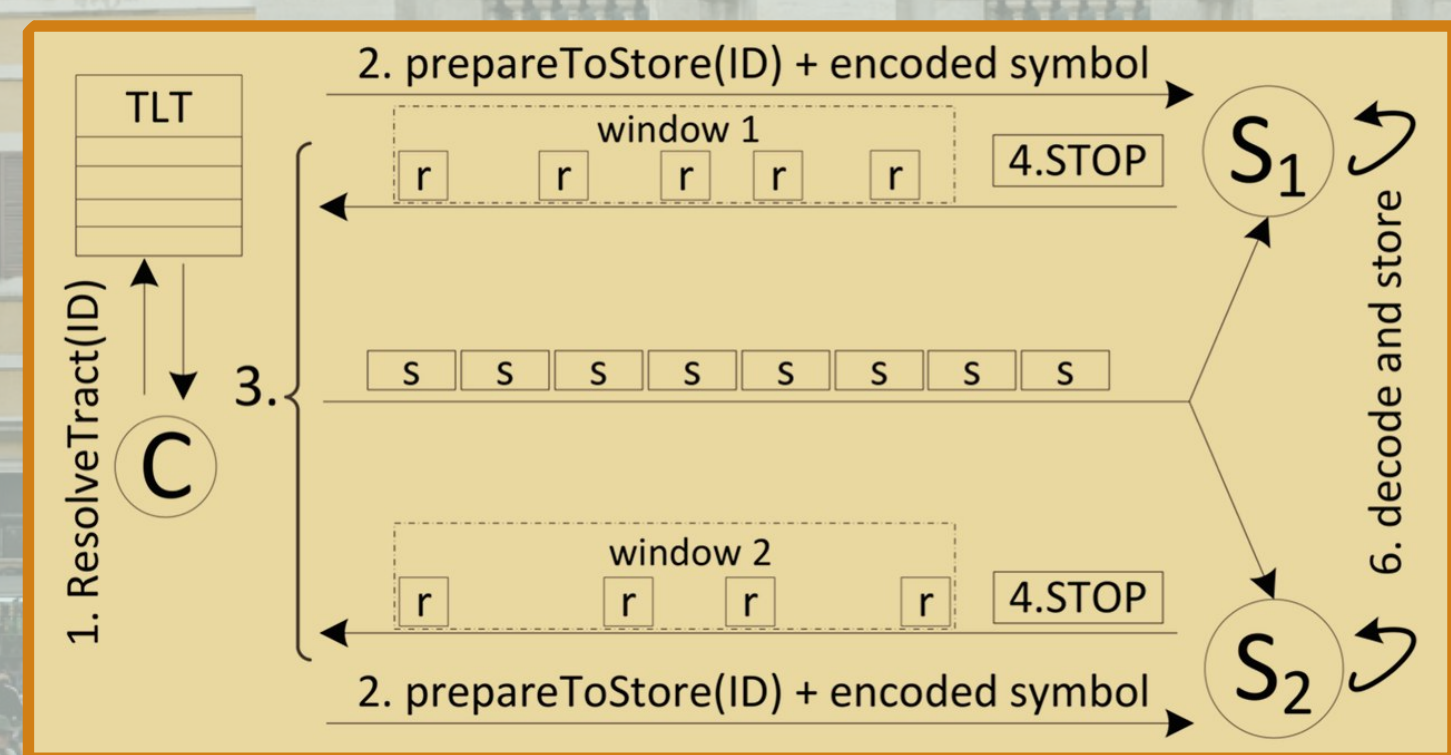 2. prepareToStore(ID) + encoded symbol
TLT
window 1
r r r r r
4.STOP
S1
1. ResolveTract(ID)
C
3.
s s s s s s s s
6. decode and store
window 2
r r r r
4.STOP
S2
2. prepareToStore(ID) + encoded symbol